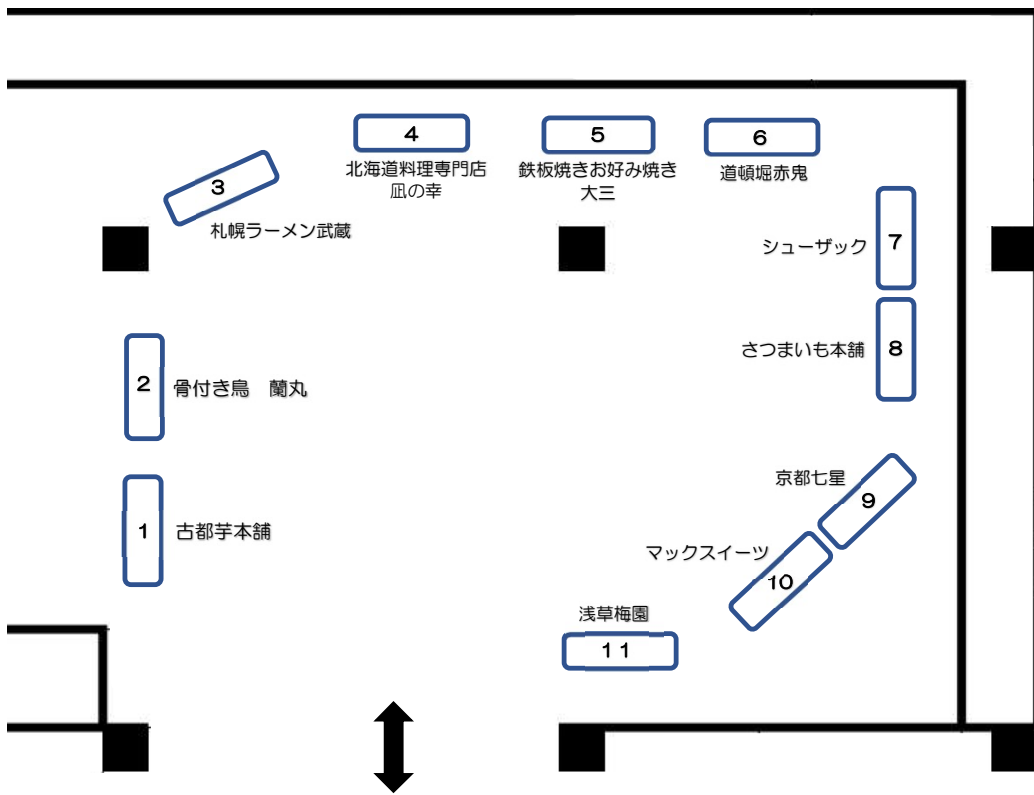 4
北海道料理専門店
凪の幸
5
鉄板焼きお好み焼き
大三
6
道頓堀赤鬼
3
札幌ラーメン武蔵
7
シューザック
8
さつまいも本舗
2
骨付き鳥　蘭丸
1
古都芋本舗
京都七星
9
マックスイーツ
10
浅草梅園
11